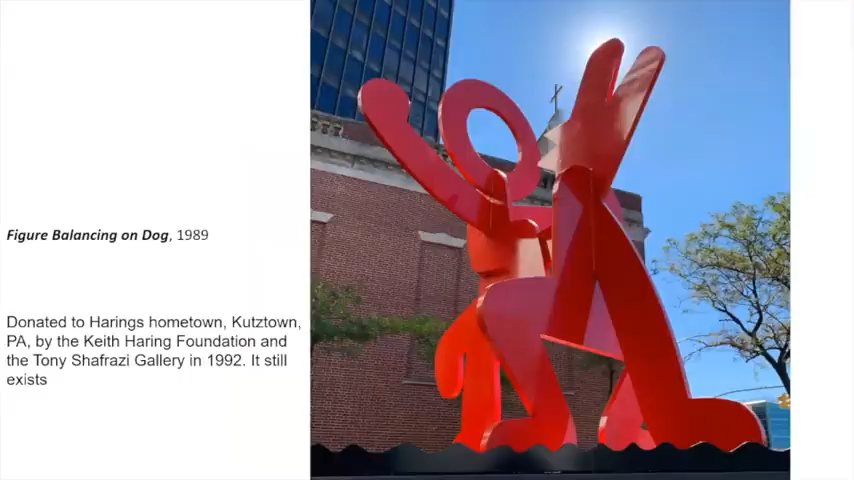 Figure Balancing on Dog, 1989
Donated to Harings hometown, Kutztown,
PA, by the Keith Haring Foundation and
the Tony Shafrazi Gallery in 1992. It still
exists